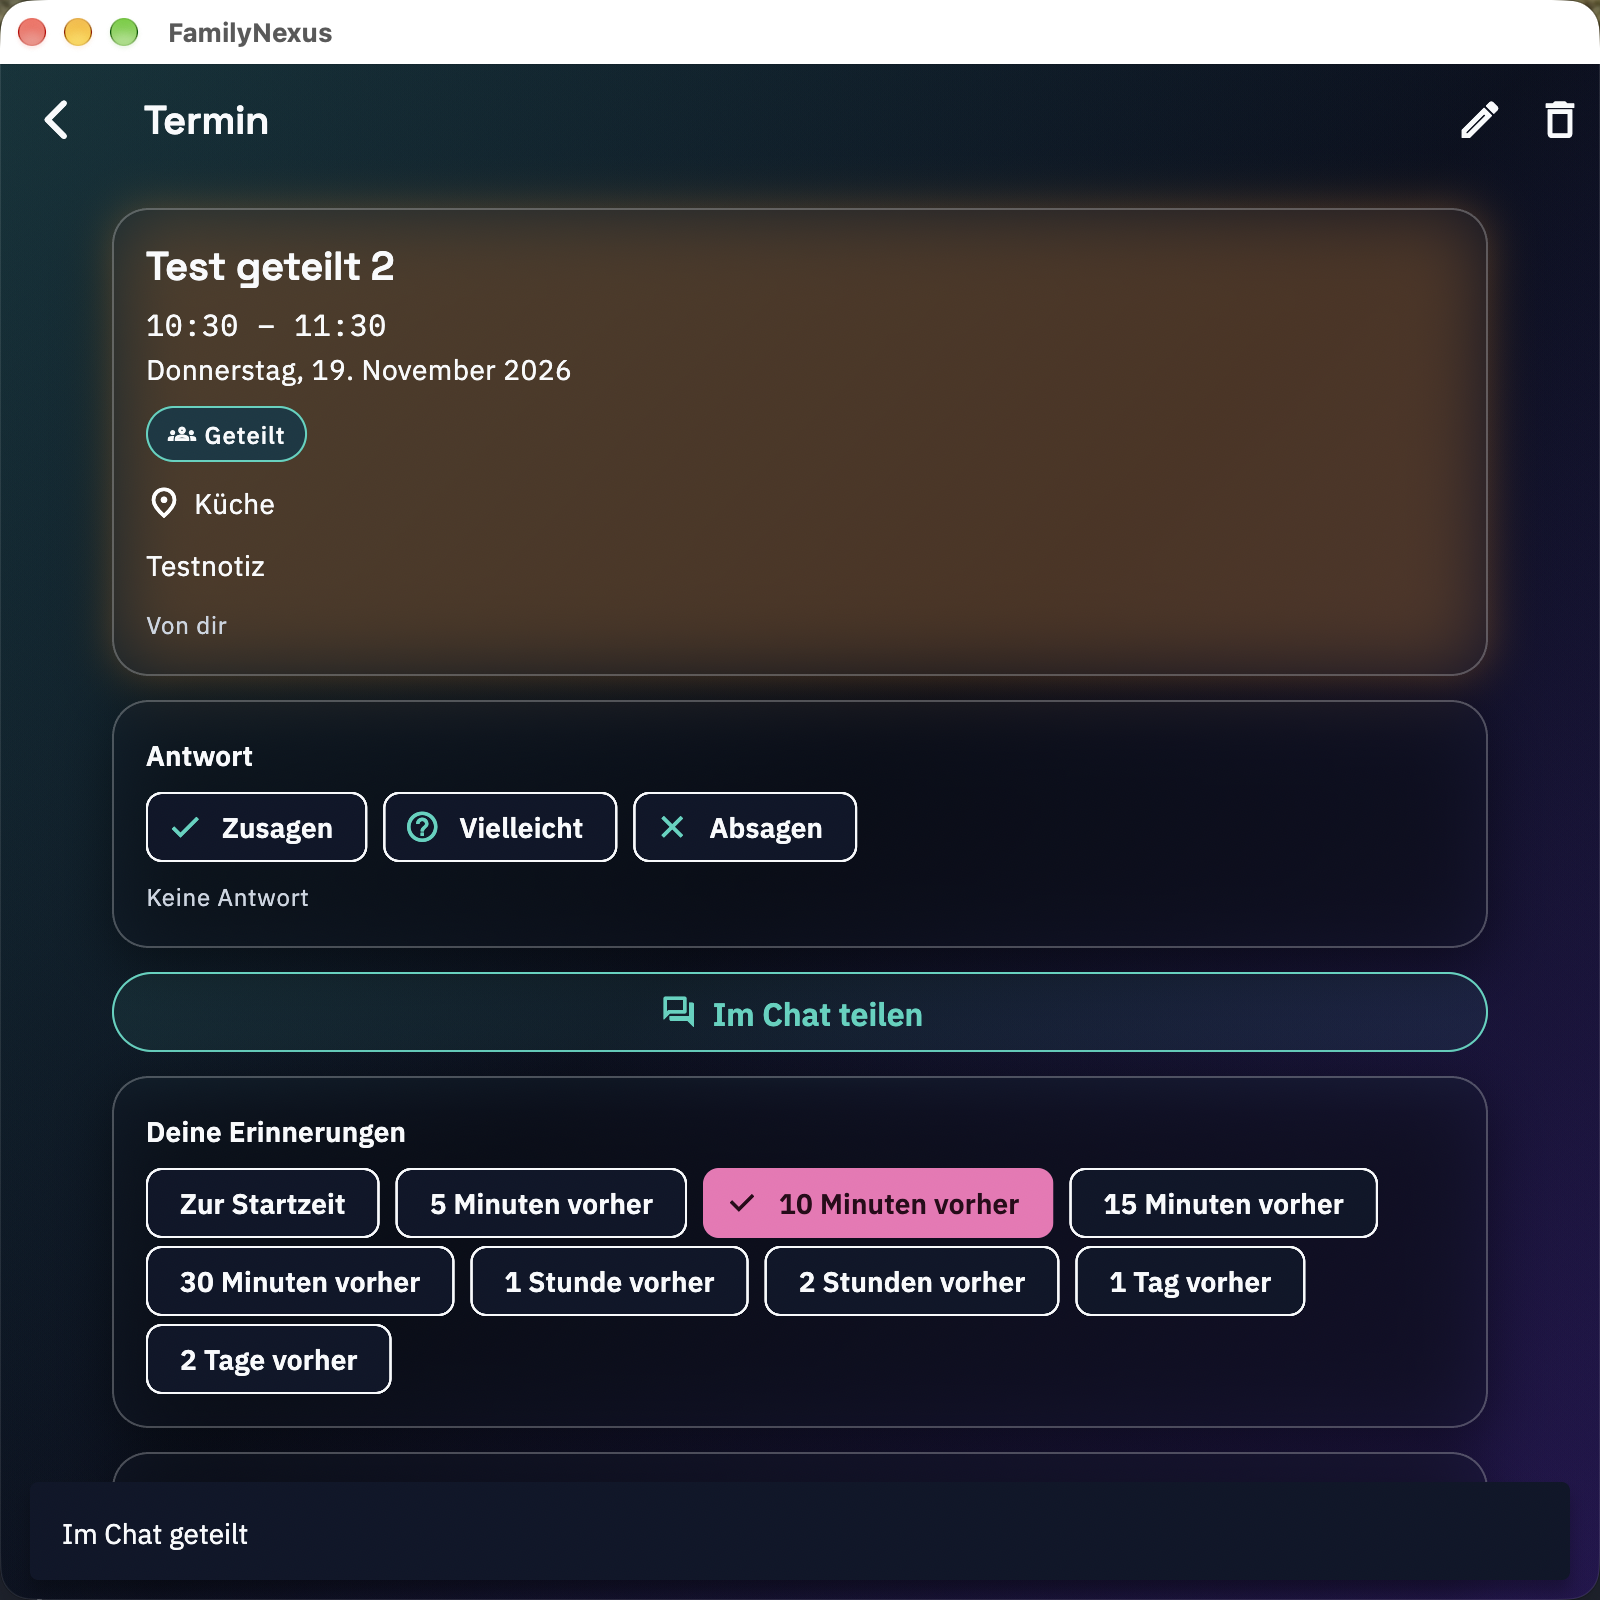 FamilyNexus
Termin
Test geteilt 2
10:30 – 11:30
Donnerstag, 19. November 2026
Geteilt
Küche
Testnotiz
Von dir
Antwort
Zusagen Vielleicht Absagen
Keine Antwort
Im Chat teilen
Deine Erinnerungen
Zur Startzeit 5 Minuten vorher 10 Minuten vorher 15 Minuten vorher
30 Minuten vorher 1 Stunde vorher 2 Stunden vorher 1 Tag vorher
2 Tage vorher
Im Chat geteilt